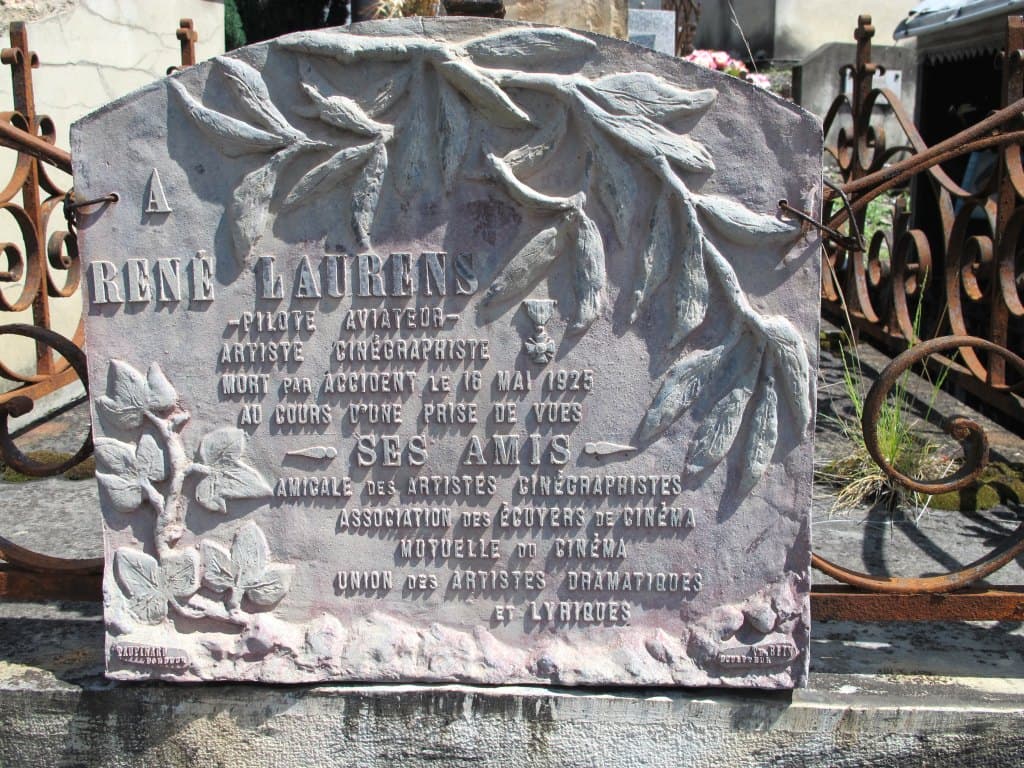 A
RENÉ LAURENS
-PILOTE AVIATEUR-
ARTISTE CINÉGRAPHISTE
MORT PAR ACCIDENT LE 16 MAI 1925
AU COURS D'UNE PRISE DE VUES
SES AMIS
AMICALE DES ARTISTES CINÉGRAPHISTES
ASSOCIATION DES ÉCUYERS DE CINÉMA
MUTUELLE DU CINÉMA
UNION DES ARTISTES DRAMATIQUES
ET LYRIQUES